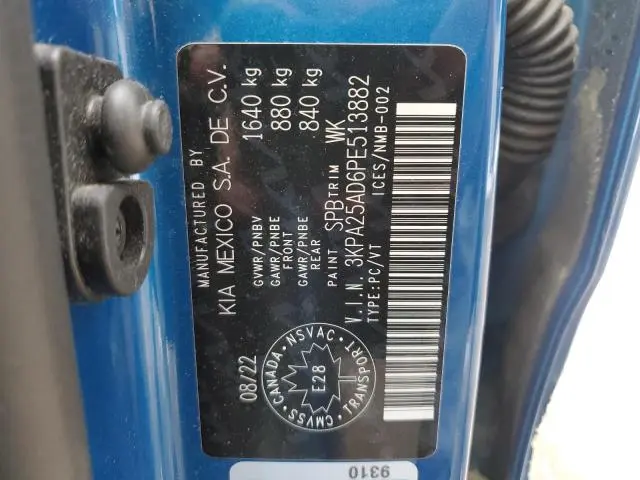 MANUFACTURED BY
KIA MEXICO S.A. DE C.V.
08/22
GVWR/PNBV 1640 kg
GAWR/PNBE FRONT 880 kg
GAWR/PNBE REAR 840 kg
PAINT SPB TRIM WK
V.I.N. 3KPA25AD6PE513882
TYPE:PC/VT ICES/NMB-002
CANADA • NSVAC • TRANSPORT • CMVSS •
E28
9310